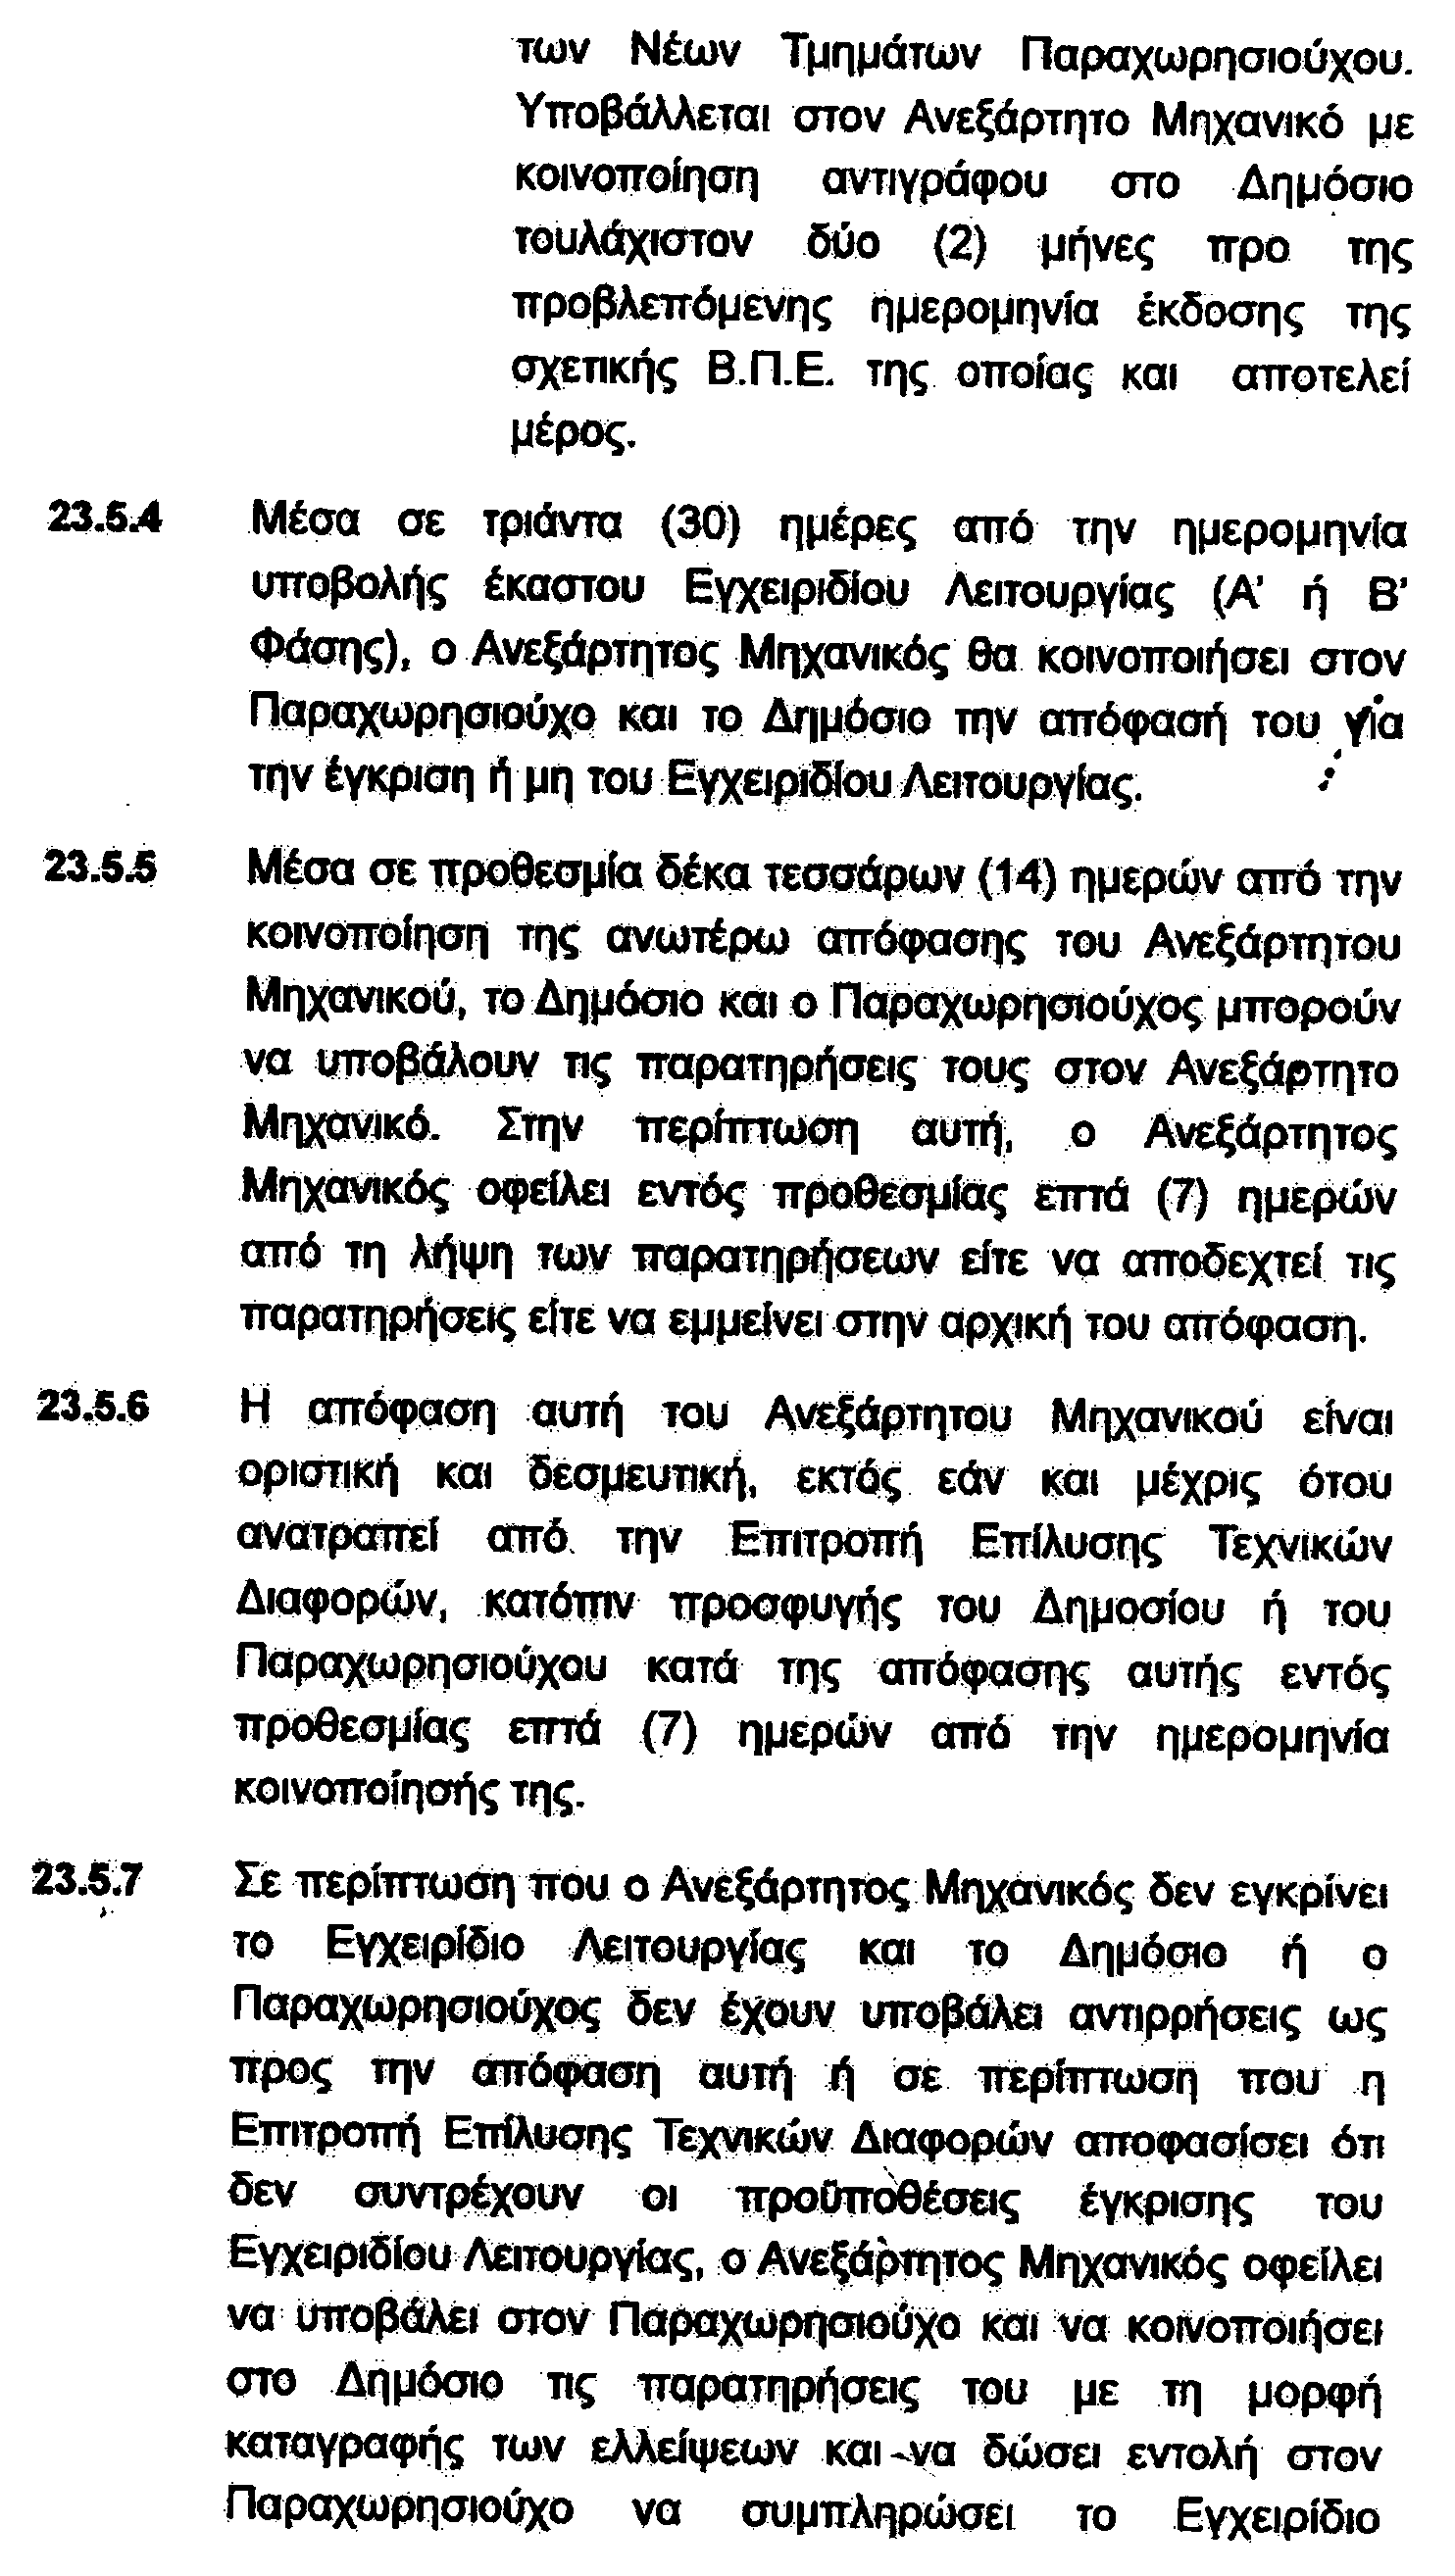 των Νέων Τμημάτων Παραχωρησιούχου.
Υποβάλλεται στον Ανεξάρτητο Μηχανικό με
κοινοποίηση αντιγράφου στο Δημόσιο
τουλάχιστον δύο (2) μήνες προ της
προβλεπόμενης ημερομηνία έκδοσης της
σχετικής Β.Π.Ε. της οποίας και αποτελεί
μέρος.
23.5.4 Μέσα σε τριάντα (30) ημέρες από την ημερομηνία
υποβολής έκαστου Εγχειριδίου Λειτουργίας (Α' ή Β'
Φάσης), ο Ανεξάρτητος Μηχανικός θα κοινοποιήσει στον
Παραχωρησιούχο και το Δημόσιο την απόφασή του για
την έγκριση ή μη του Εγχειριδίου Λειτουργίας.
23.5.5 Μέσα σε προθεσμία δέκα τεσσάρων (14) ημερών από την
κοινοποίηση της ανωτέρω απόφασης του Ανεξάρτητου
Μηχανικού, το Δημόσιο και ο Παραχωρησιούχος μπορούν
να υποβάλουν τις παρατηρήσεις τους στον Ανεξάρτητο
Μηχανικό. Στην περίπτωση αυτή, ο Ανεξάρτητος
Μηχανικός οφείλει εντός προθεσμίας επτά (7) ημερών
από τη λήψη των παρατηρήσεων είτε να αποδεχτεί τις
παρατηρήσεις είτε να εμμείνει στην αρχική του απόφαση.
23.5.6 Η απόφαση αυτή του Ανεξάρτητου Μηχανικού είναι
οριστική και δεσμευτική, εκτός εάν και μέχρις ότου
ανατραπεί από την Επιτροπή Επίλυσης Τεχνικών
Διαφορών, κατόπιν προσφυγής του Δημοσίου ή του
Παραχωρησιούχου κατά της απόφασης αυτής εντός
προθεσμίας επτά (7) ημερών από την ημερομηνία
κοινοποίησής της.
23.5.7 Σε περίπτωση που ο Ανεξάρτητος Μηχανικός δεν εγκρίνει
το Εγχειρίδιο Λειτουργίας και το Δημόσιο ή ο
Παραχωρησιούχος δεν έχουν υποβάλει αντιρρήσεις ως
προς την απόφαση αυτή ή σε περίπτωση που η
Επιτροπή Επίλυσης Τεχνικών Διαφορών αποφασίσει ότι
δεν συντρέχουν οι προϋποθέσεις έγκρισης του
Εγχειριδίου Λειτουργίας, ο Ανεξάρτητος Μηχανικός οφείλει
να υποβάλει στον Παραχωρησιούχο και να κοινοποιήσει
στο Δημόσιο τις παρατηρήσεις του με τη μορφή
καταγραφής των ελλείψεων και να δώσει εντολή στον
Παραχωρησιούχο να συμπληρώσει το Εγχειρίδιο